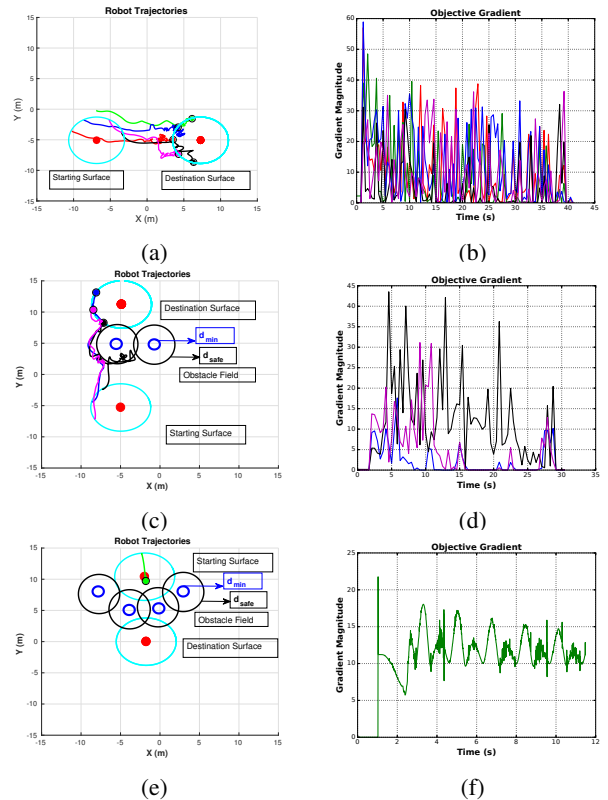 Robot Trajectories
15
10
5
0
-5
-10
-15
Y (m)
Starting Surface
Destination Surface
-15 -10 -5 0 5 10 15
X (m)
(a)
Objective Gradient
60
50
40
30
20
10
0
Gradient Magnitude
0 5 10 15 20 25 30 35 40 45
Time (s)
(b)
Robot Trajectories
15
10
5
0
-5
-10
-15
Y (m)
Destination Surface
d_min
d_safe
Obstacle Field
Starting Surface
-15 -10 -5 0 5 10 15
X (m)
(c)
Objective Gradient
45
40
35
30
25
20
15
10
5
0
Gradient Magnitude
0 5 10 15 20 25 30 35
Time (s)
(d)
Robot Trajectories
15
10
5
0
-5
-10
-15
Y (m)
Starting Surface
d_min
d_safe
Obstacle Field
Destination Surface
-15 -10 -5 0 5 10 15
X (m)
(e)
Objective Gradient
25
20
15
10
5
0
Gradient Magnitude
0 2 4 6 8 10 12
Time (s)
(f)